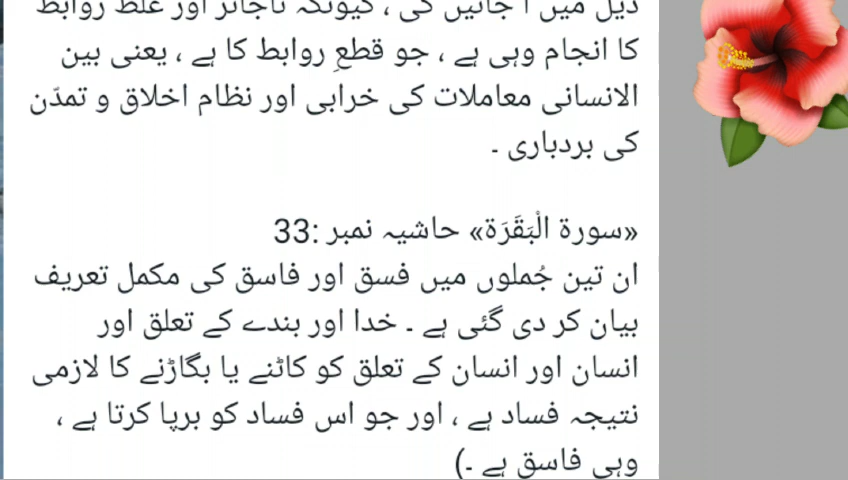 ذیل میں آ جائیں گی ، کیونکہ ناجائز اور غلط روابط
کا انجام وہی ہے ، جو قطعِ روابط کا ہے ، یعنی بین
الانسانی معاملات کی خرابی اور نظام اخلاق و تمدّن
کی بردباری ۔
«سورة الْبَقَرَة» حاشیہ نمبر :33
ان تین جُملوں میں فسق اور فاسق کی مکمل تعریف
بیان کر دی گئی ہے ۔ خدا اور بندے کے تعلق اور
انسان اور انسان کے تعلق کو کاٹنے یا بگاڑنے کا لازمی
نتیجہ فساد ہے ، اور جو اس فساد کو برپا کرتا ہے ،
وہی فاسق ہے ۔)